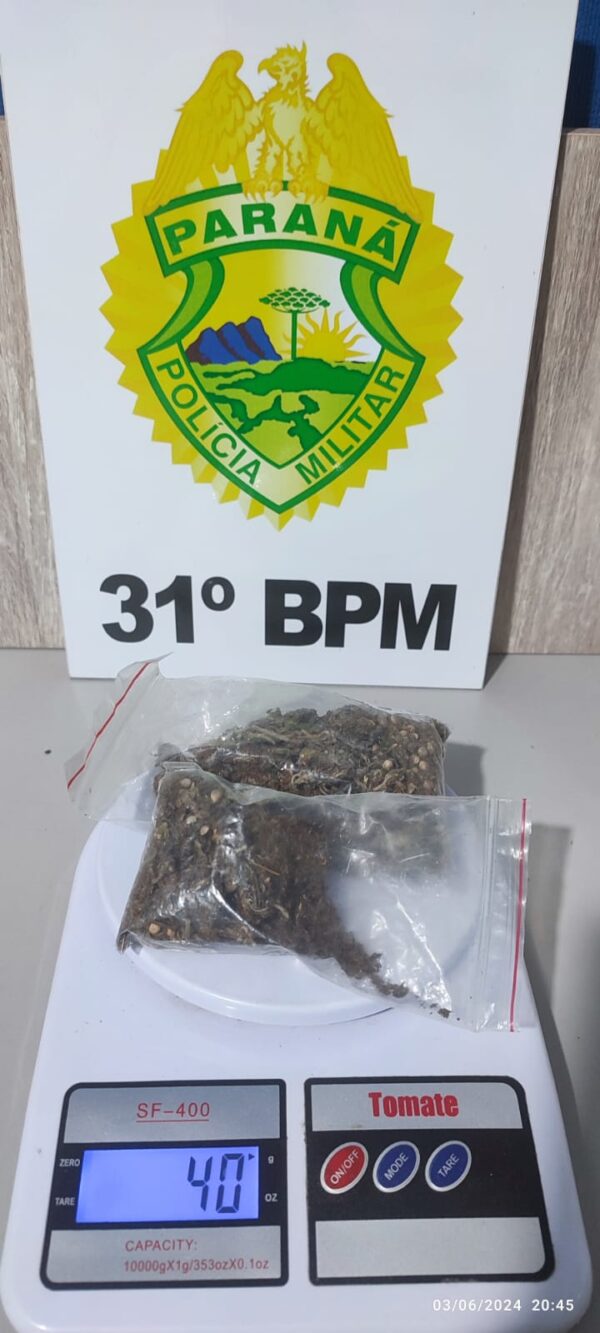 PARANÁ
POLÍCIA MILITAR
31º BPM
SF-400
Tomate
ZERO
TARE
40
g
OZ
ON/OFF
MODE
TARE
CAPACITY:
10000gX1g/353ozX0.1oz
03/06/2024 20:45